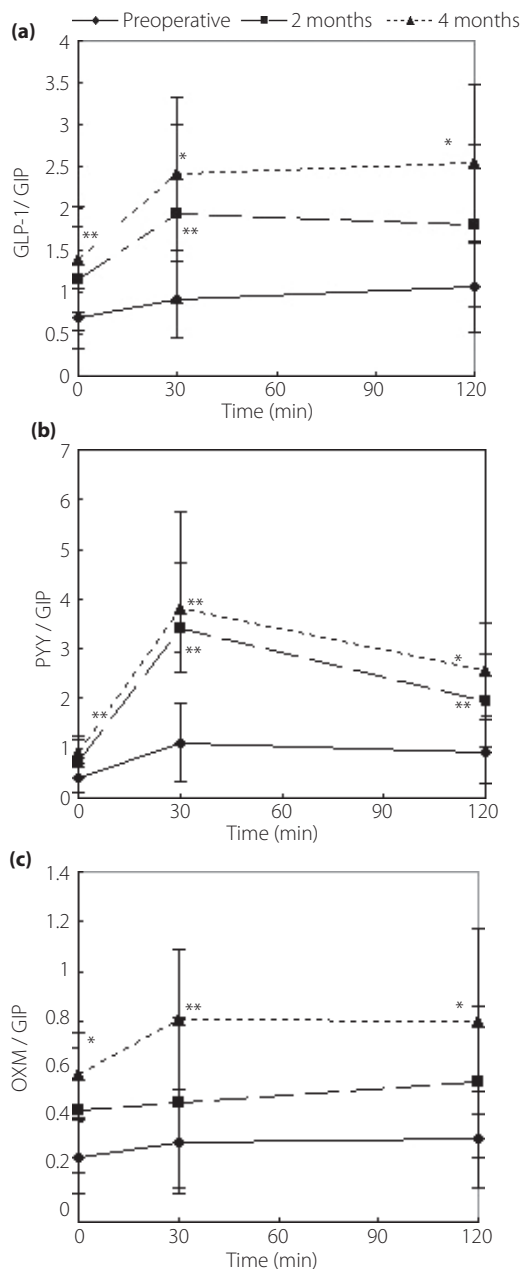 (a) Preoperative 2 months 4 months
4
3.5
3
2.5
2
1.5
1
0.5
0
GLP-1/ GIP
* *
** **
0 30 60 90 120
Time (min)
(b)
7
6
5
4
3
2
1
0
PYY / GIP
**
**
**
*
**
0 30 60 90 120
Time (min)
(c)
1.4
1.2
1
0.8
0.6
0.4
0.2
0
OXM / GIP
*
**
*
0 30 60 90 120
Time (min)